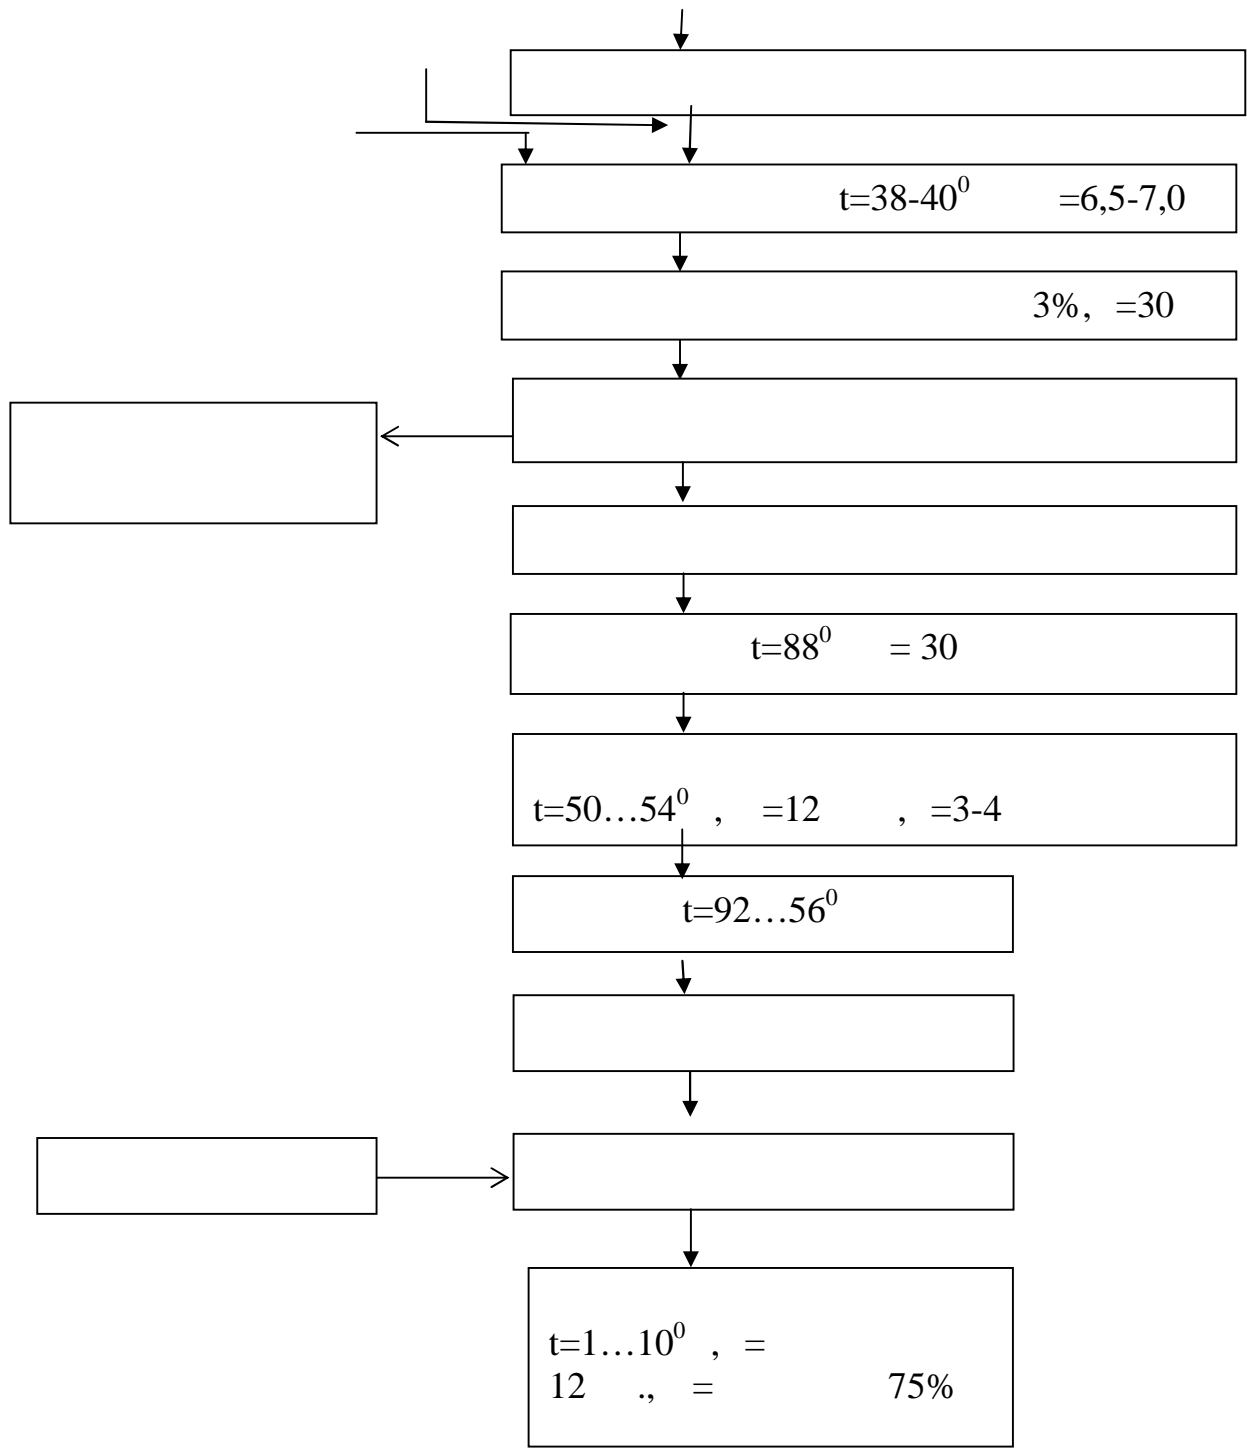 t=38-40⁰ =6,5-7,0
3%, =30
t=88⁰ = 30
t=50…54⁰ , =12 , =3-4
t=92…56⁰
t=1…10⁰ , =
12 ., = 75%